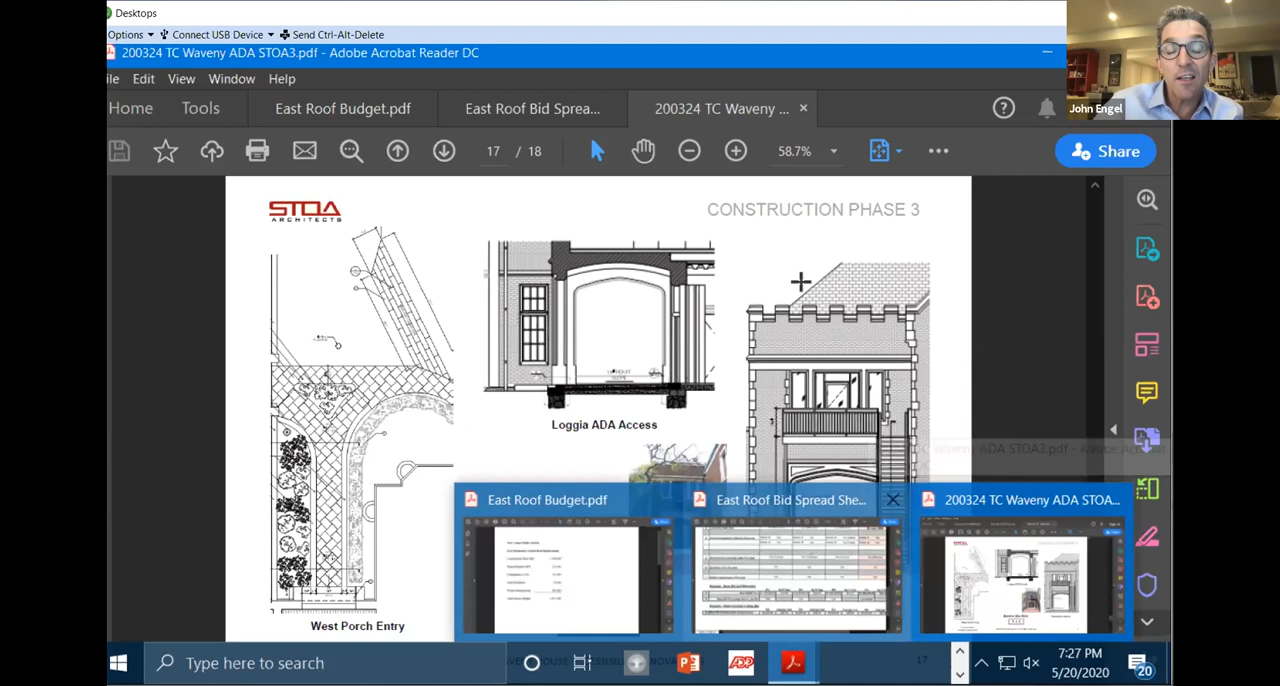 Desktops
Options Connect USB Device Send Ctrl-Alt-Delete
200324 TC Waveny ADA STOA3.pdf - Adobe Acrobat Reader DC
ile Edit View Window Help
Home Tools East Roof Budget.pdf East Roof Bid Sprea... 200324 TC Waveny ...
17 / 18 58.7% Share
John Engel
STOA
ARCHITECTS
CONSTRUCTION PHASE 3
Loggia ADA Access
West Porch Entry
East Roof Budget.pdf East Roof Bid Spread She... 200324 TC Waveny ADA STOA...
17
Type here to search
7:27 PM
5/20/2020
20